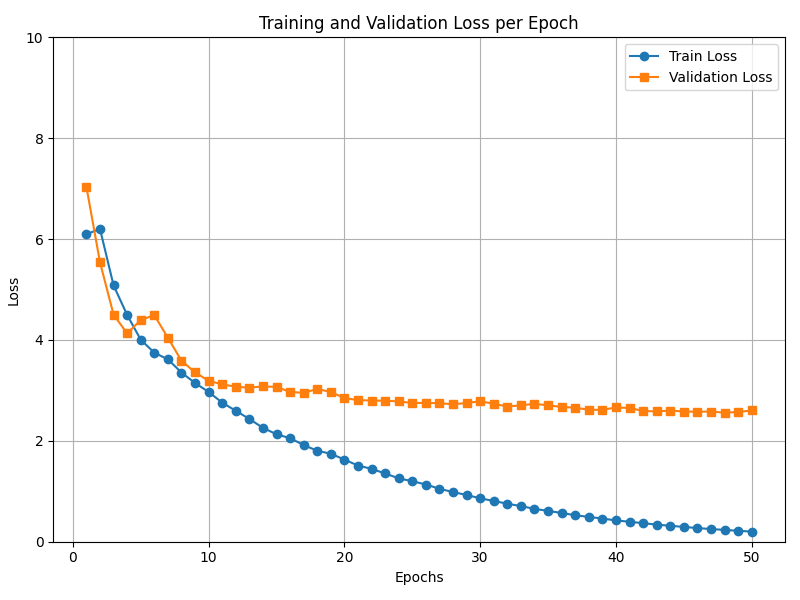 Training and Validation Loss per Epoch
10
8
6
4
2
0
Loss
Train Loss
Validation Loss
0 10 20 30 40 50
Epochs